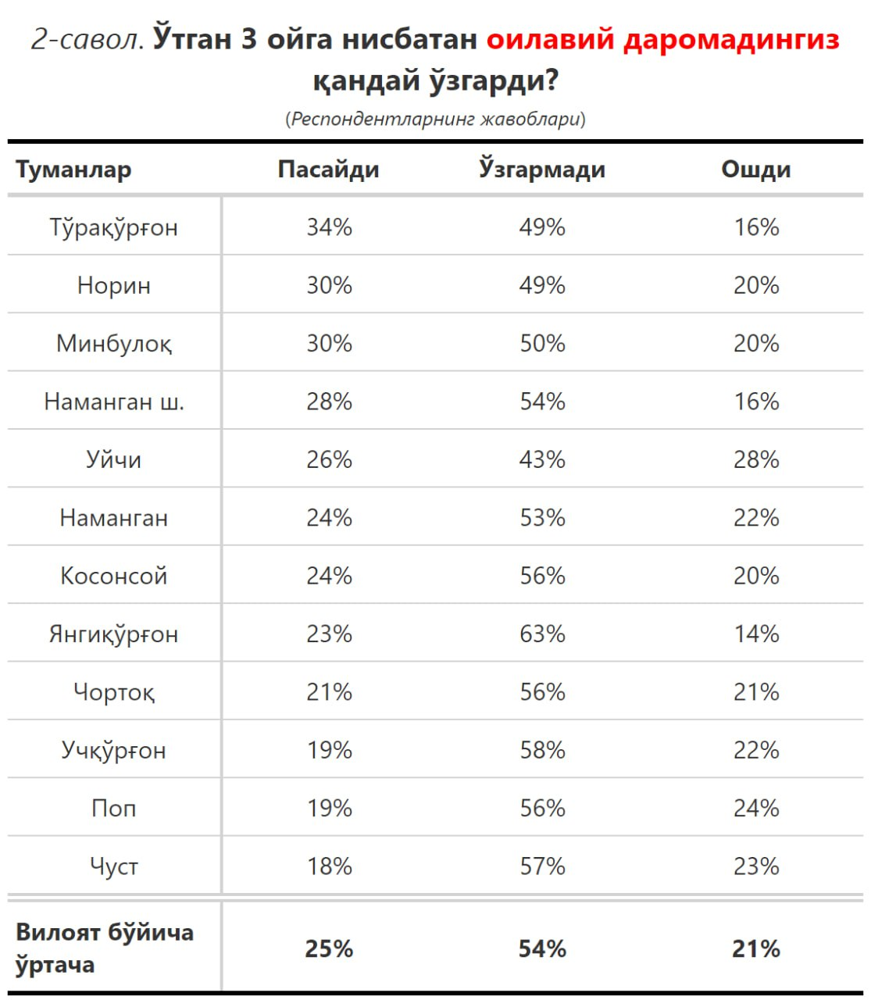 2-савол. Ўтган 3 ойга нисбатан оилавий даромадингиз
қандай ўзгарди?
(Респондентларнинг жавоблари)
Туманлар Пасайди Ўзгармади Ошди
Тўрақўрғон 34% 49% 16%
Норин 30% 49% 20%
Минбулоқ 30% 50% 20%
Наманган ш. 28% 54% 16%
Уйчи 26% 43% 28%
Наманган 24% 53% 22%
Косонсой 24% 56% 20%
Янгиқўрғон 23% 63% 14%
Чортоқ 21% 56% 21%
Учқўрғон 19% 58% 22%
Поп 19% 56% 24%
Чуст 18% 57% 23%
Вилоят бўйича
ўртача 25% 54% 21%